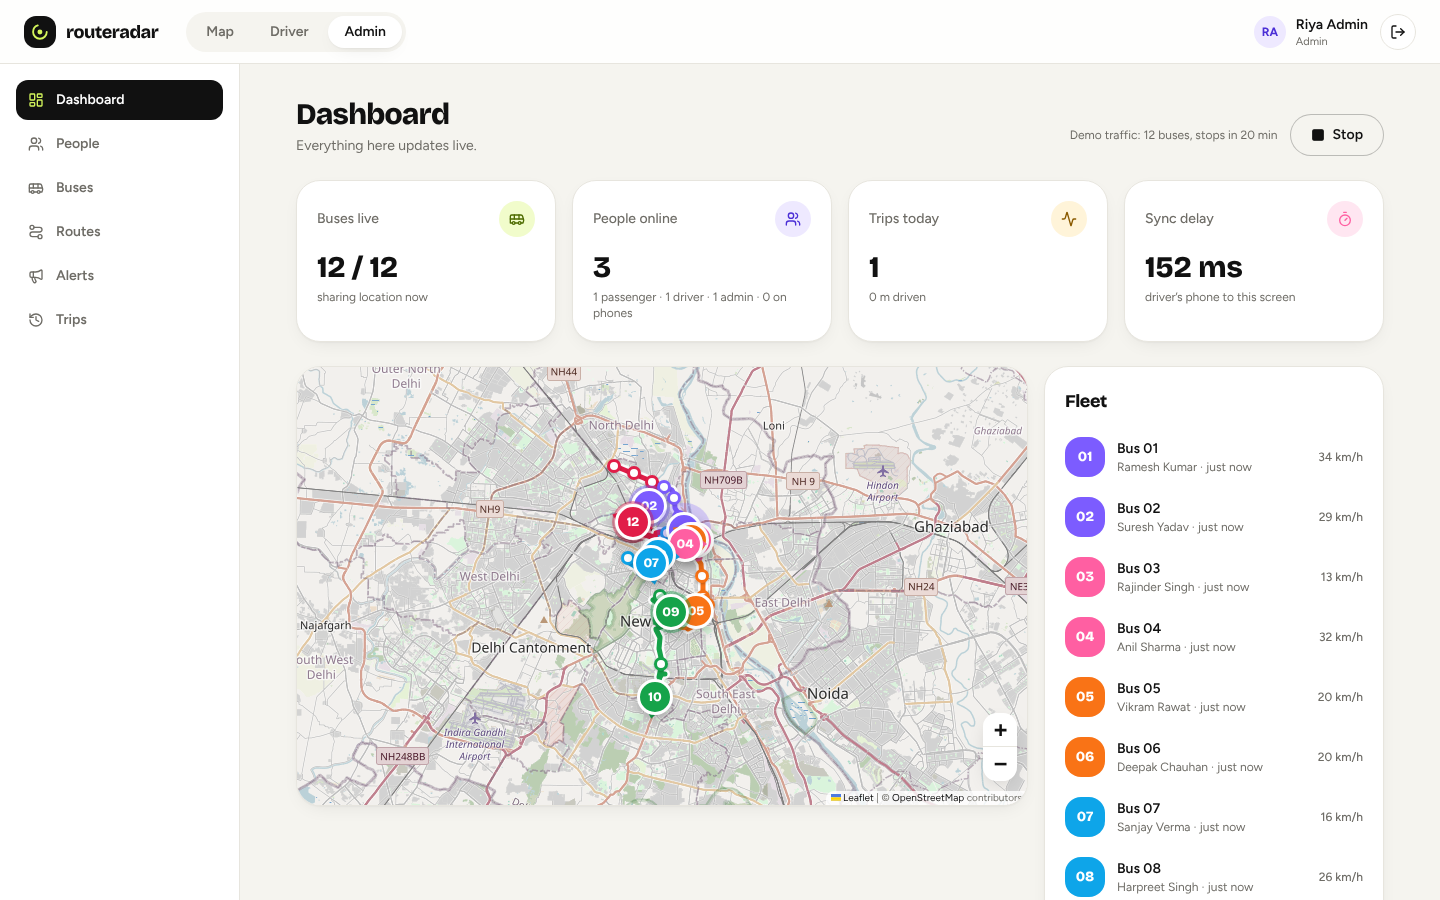 routeradar
Map
Driver
Admin
RA
Riya Admin
Admin
Dashboard
People
Buses
Routes
Alerts
Trips
Dashboard
Everything here updates live.
Demo traffic: 12 buses, stops in 20 min
Stop
Buses live
12 / 12
sharing location now
People online
3
1 passenger · 1 driver · 1 admin · 0 on
phones
Trips today
1
0 m driven
Sync delay
152 ms
driver's phone to this screen
Outer North
Delhi
NH44
North Delhi
Loni
Ghaziabad
NH709B
NH 9
Hindon
Airport
NH9
02
12
04
07
Ghaziabad
West Delhi
NH24
NE3
East Delhi
09
05
New
Najafgarh
Delhi Cantonment
outh West
Delhi
10
South East
Delhi
Noida
Indira Gandhi
International
Airport
NH248BB
+
−
Leaflet | © OpenStreetMap contributors
Fleet
01
Bus 01
Ramesh Kumar · just now
34 km/h
02
Bus 02
Suresh Yadav · just now
29 km/h
03
Bus 03
Rajinder Singh · just now
13 km/h
04
Bus 04
Anil Sharma · just now
32 km/h
05
Bus 05
Vikram Rawat · just now
20 km/h
06
Bus 06
Deepak Chauhan · just now
20 km/h
07
Bus 07
Sanjay Verma · just now
16 km/h
08
Bus 08
Harpreet Singh · just now
26 km/h